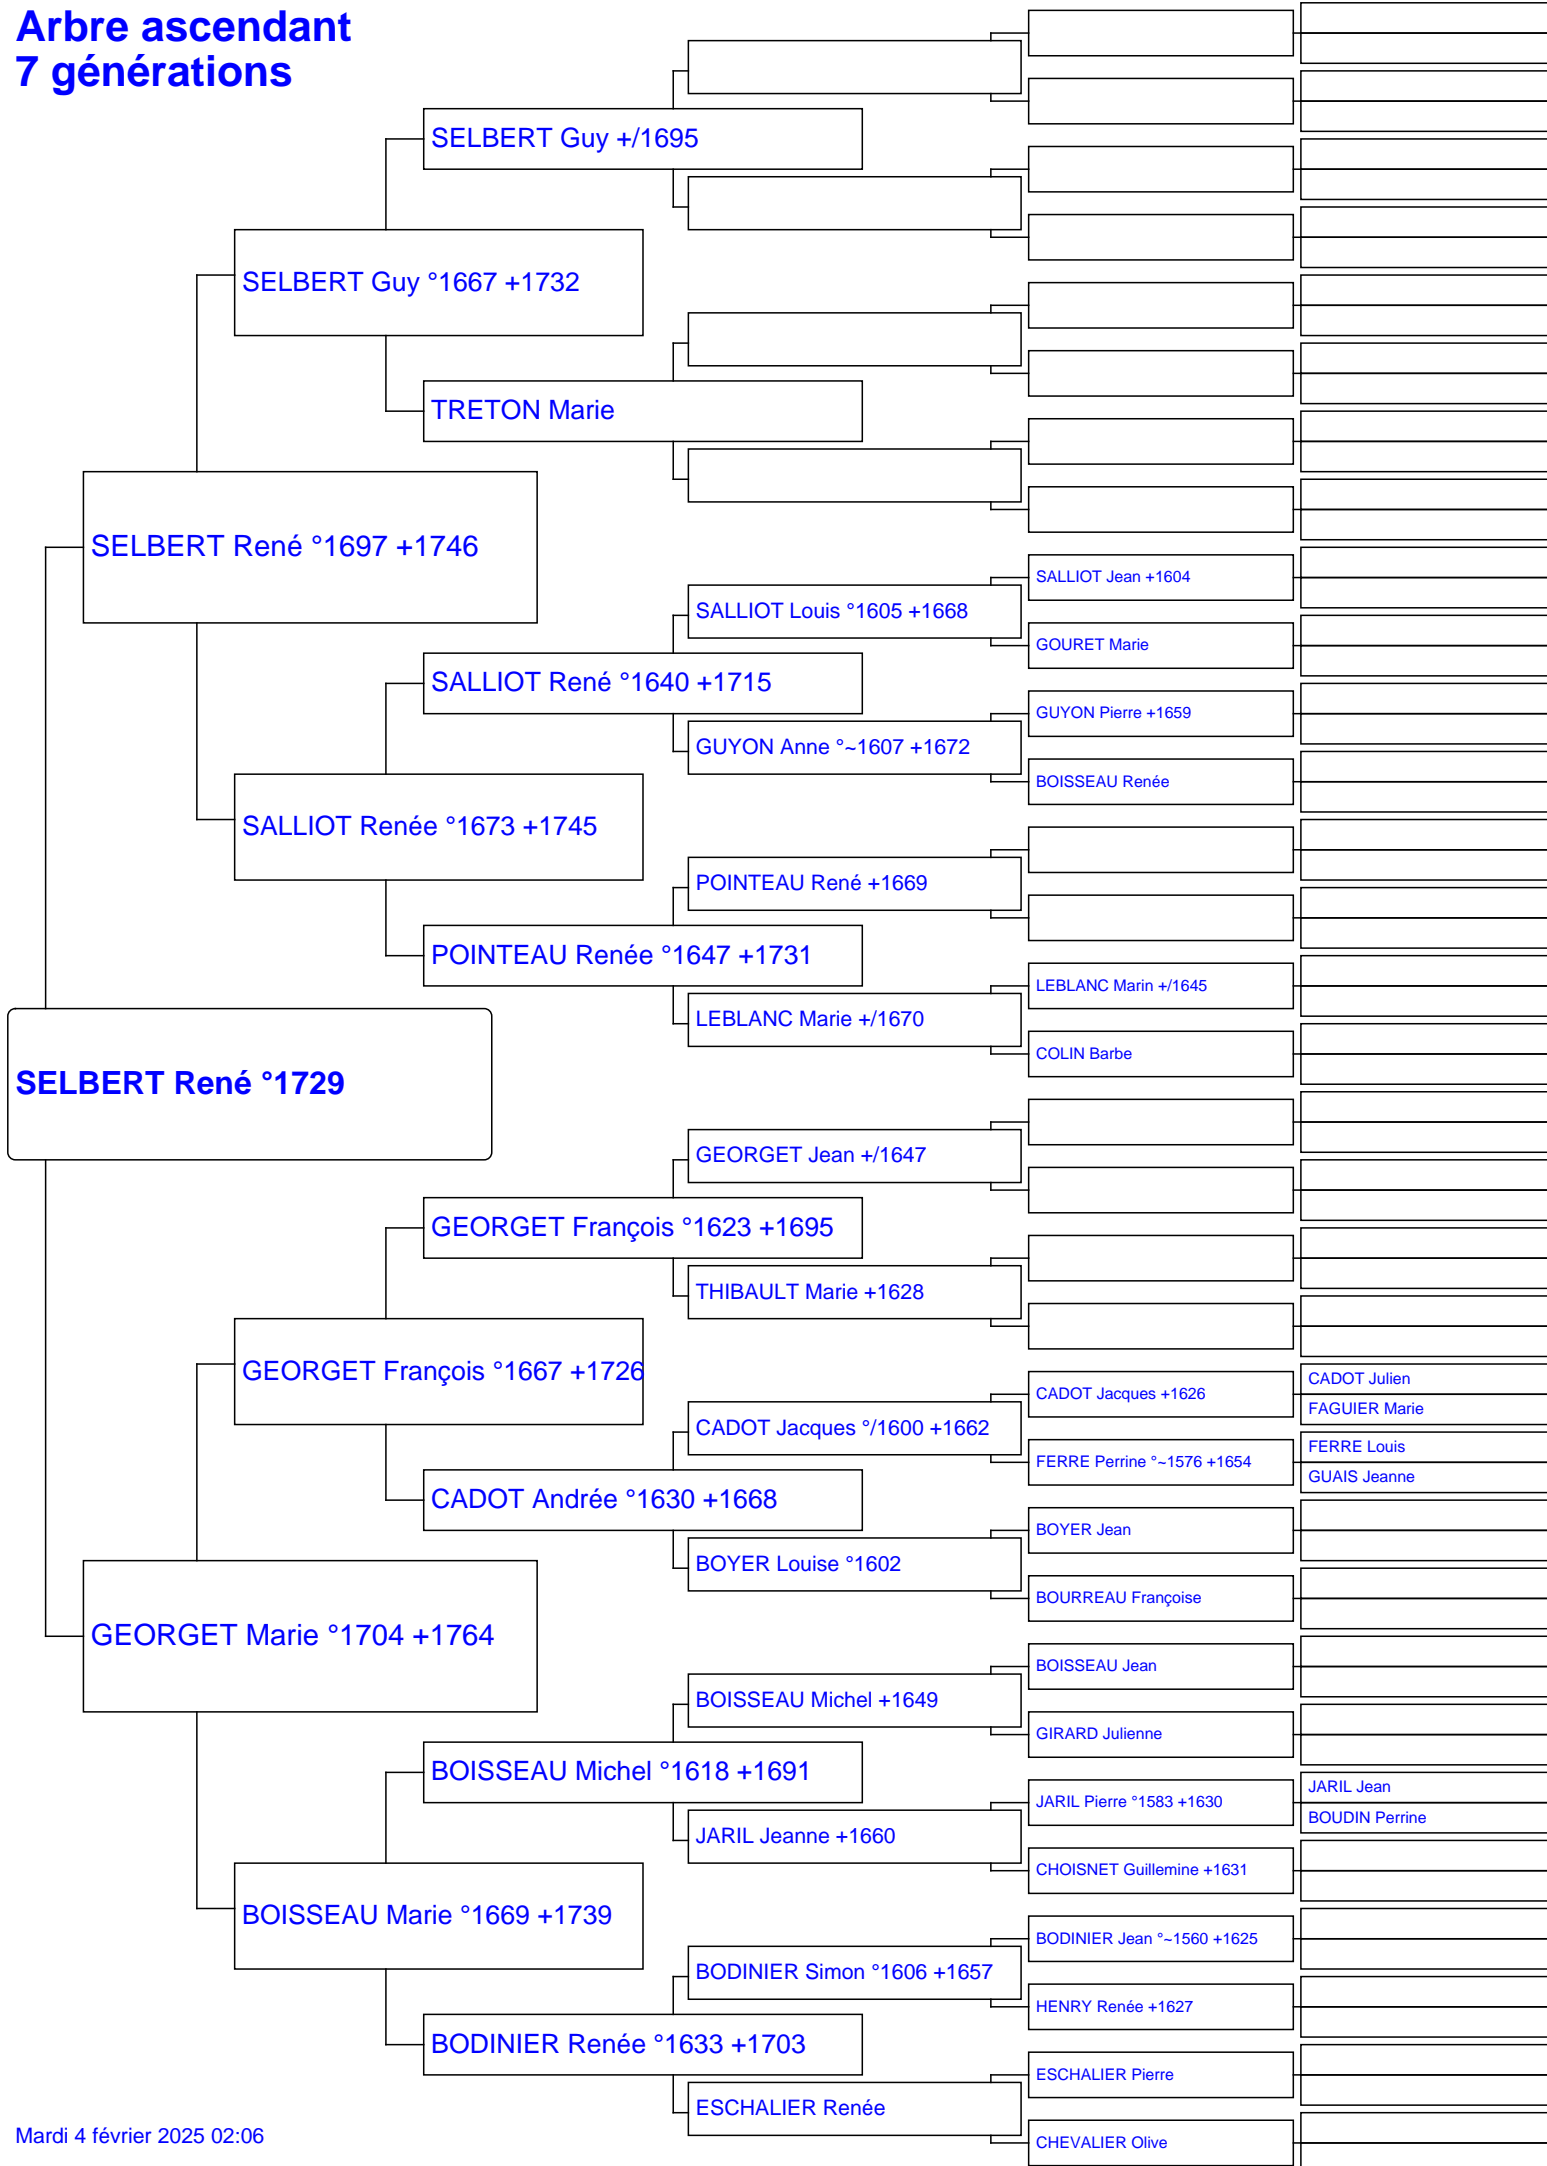 Arbre ascendant
7 générations
SELBERT Guy +/1695
SELBERT Guy °1667 +1732
TRETON Marie
SELBERT René °1697 +1746
SALLIOT Jean +1604
SALLIOT Louis °1605 +1668
GOURET Marie
SALLIOT René °1640 +1715
GUYON Pierre +1659
GUYON Anne °~1607 +1672
BOISSEAU Renée
SALLIOT Renée °1673 +1745
POINTEAU René +1669
POINTEAU Renée °1647 +1731
LEBLANC Marin +/1645
LEBLANC Marie +/1670
COLIN Barbe
SELBERT René °1729
GEORGET Jean +/1647
GEORGET François °1623 +1695
THIBAULT Marie +1628
GEORGET François °1667 +1726
CADOT Julien
CADOT Jacques +1626
FAGUIER Marie
CADOT Jacques °/1600 +1662
FERRE Louis
FERRE Perrine °~1576 +1654
GUAIS Jeanne
CADOT Andrée °1630 +1668
BOYER Jean
BOYER Louise °1602
BOURREAU Françoise
GEORGET Marie °1704 +1764
BOISSEAU Jean
BOISSEAU Michel +1649
GIRARD Julienne
BOISSEAU Michel °1618 +1691
JARIL Jean
JARIL Pierre °1583 +1630
BOUDIN Perrine
JARIL Jeanne +1660
CHOISNET Guillemine +1631
BOISSEAU Marie °1669 +1739
BODINIER Jean °~1560 +1625
BODINIER Simon °1606 +1657
HENRY Renée +1627
BODINIER Renée °1633 +1703
ESCHALIER Pierre
ESCHALIER Renée
CHEVALIER Olive
Mardi 4 février 2025 02:06